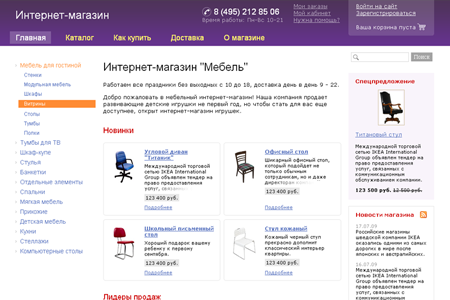 Интернет-магазин
8 (495) 212 85 06
Время работы: Пн-Вс 10-21
Мои заказы
Мой кабинет
Нужна помощь?
Войти на сайт
Зарегистрироваться
Ваша корзина пуста
Главная
Каталог
Как купить
Доставка
О магазине
Поиск
Мебель для гостиной
Стенки
Модульная мебель
Шкафы
Витрины
Столы
Тумбы
Полки
Тумбы для ТВ
Шкаф-купе
Стулья
Банкетки
Отдельные элементы
Спальни
Мягкая мебель
Прихожие
Детская мебель
Кухни
Стеллажи
Компьютерные столы
Интернет-магазин "Мебель"
Работаем все праздники без выходных с 10 до 18, доставка день в день 9 - 22.
Добро пожаловать в мебельный интернет-магазин! Наша компания продает
развивающие детские игрушки не первый год, но чтобы стать для вас еще
доступнее, открыт интернет-магазин игрушек.
Новинки
Угловой диван
"Титаник"
Международной торговой
сетью IKEA International
Group объявлен тендер на
право предоставления
услуг, связанных с
123 400 руб.
Подробнее
Офисный стол
Шикарный офисный стол,
который подойдет не
только обычным
сотрудникам, но и даже
123 400 руб.
Подробнее
Школьный письменный
стол
Хороший подарок вашему
ребенку к первому
сентября.
123 400 руб.
Подробнее
Стул кожаный
Кожаный черный стул
прекрасно дополнит
классический интерьер
квартиры.
123 400 руб.
Подробнее
Лидеры продаж
Спецпредложение
Титановый стул
Международной торговой
сетью IKEA International
Group объявлен тендер на
право предоставления
услуг, связанных с
коммуникационным
обслуживанием компаний.
123 500 руб. 12 500 руб.
Новости магазина
17.07.09
Российские магазины
шведской компании IKEA
оказались одними из самых
дорогих в мире после
японских и австралийских.
16.07.09
Международной торговой
сетью IKEA International
Group объявлен тендер на
право предоставления
услуг, связанных с